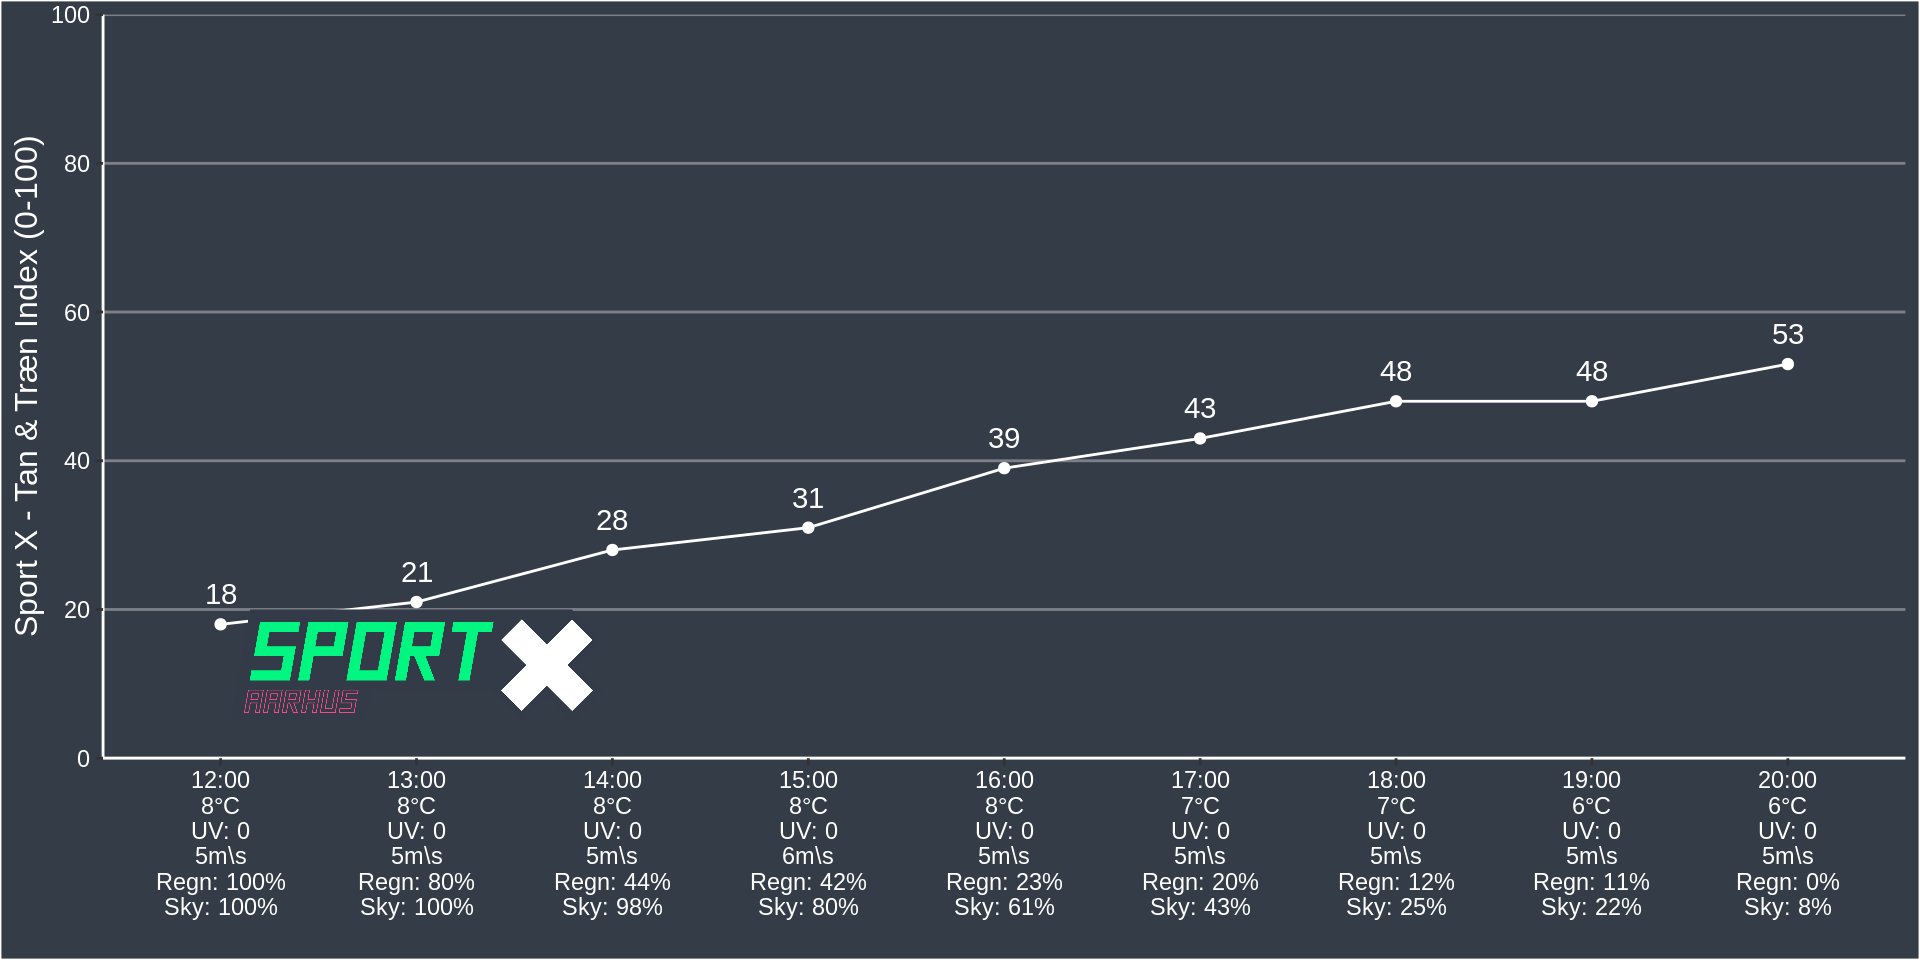 Sport X - Tan & Træn Index (0-100)
100
80
60
40
20
0
18
21
28
31
39
43
48
48
53
SPORT X
AARHUS
12:00 13:00 14:00 15:00 16:00 17:00 18:00 19:00 20:00
8°C 8°C 8°C 8°C 8°C 7°C 7°C 6°C 6°C
UV: 0 UV: 0 UV: 0 UV: 0 UV: 0 UV: 0 UV: 0 UV: 0 UV: 0
5m\s 5m\s 5m\s 6m\s 5m\s 5m\s 5m\s 5m\s 5m\s
Regn: 100% Regn: 80% Regn: 44% Regn: 42% Regn: 23% Regn: 20% Regn: 12% Regn: 11% Regn: 0%
Sky: 100% Sky: 100% Sky: 98% Sky: 80% Sky: 61% Sky: 43% Sky: 25% Sky: 22% Sky: 8%